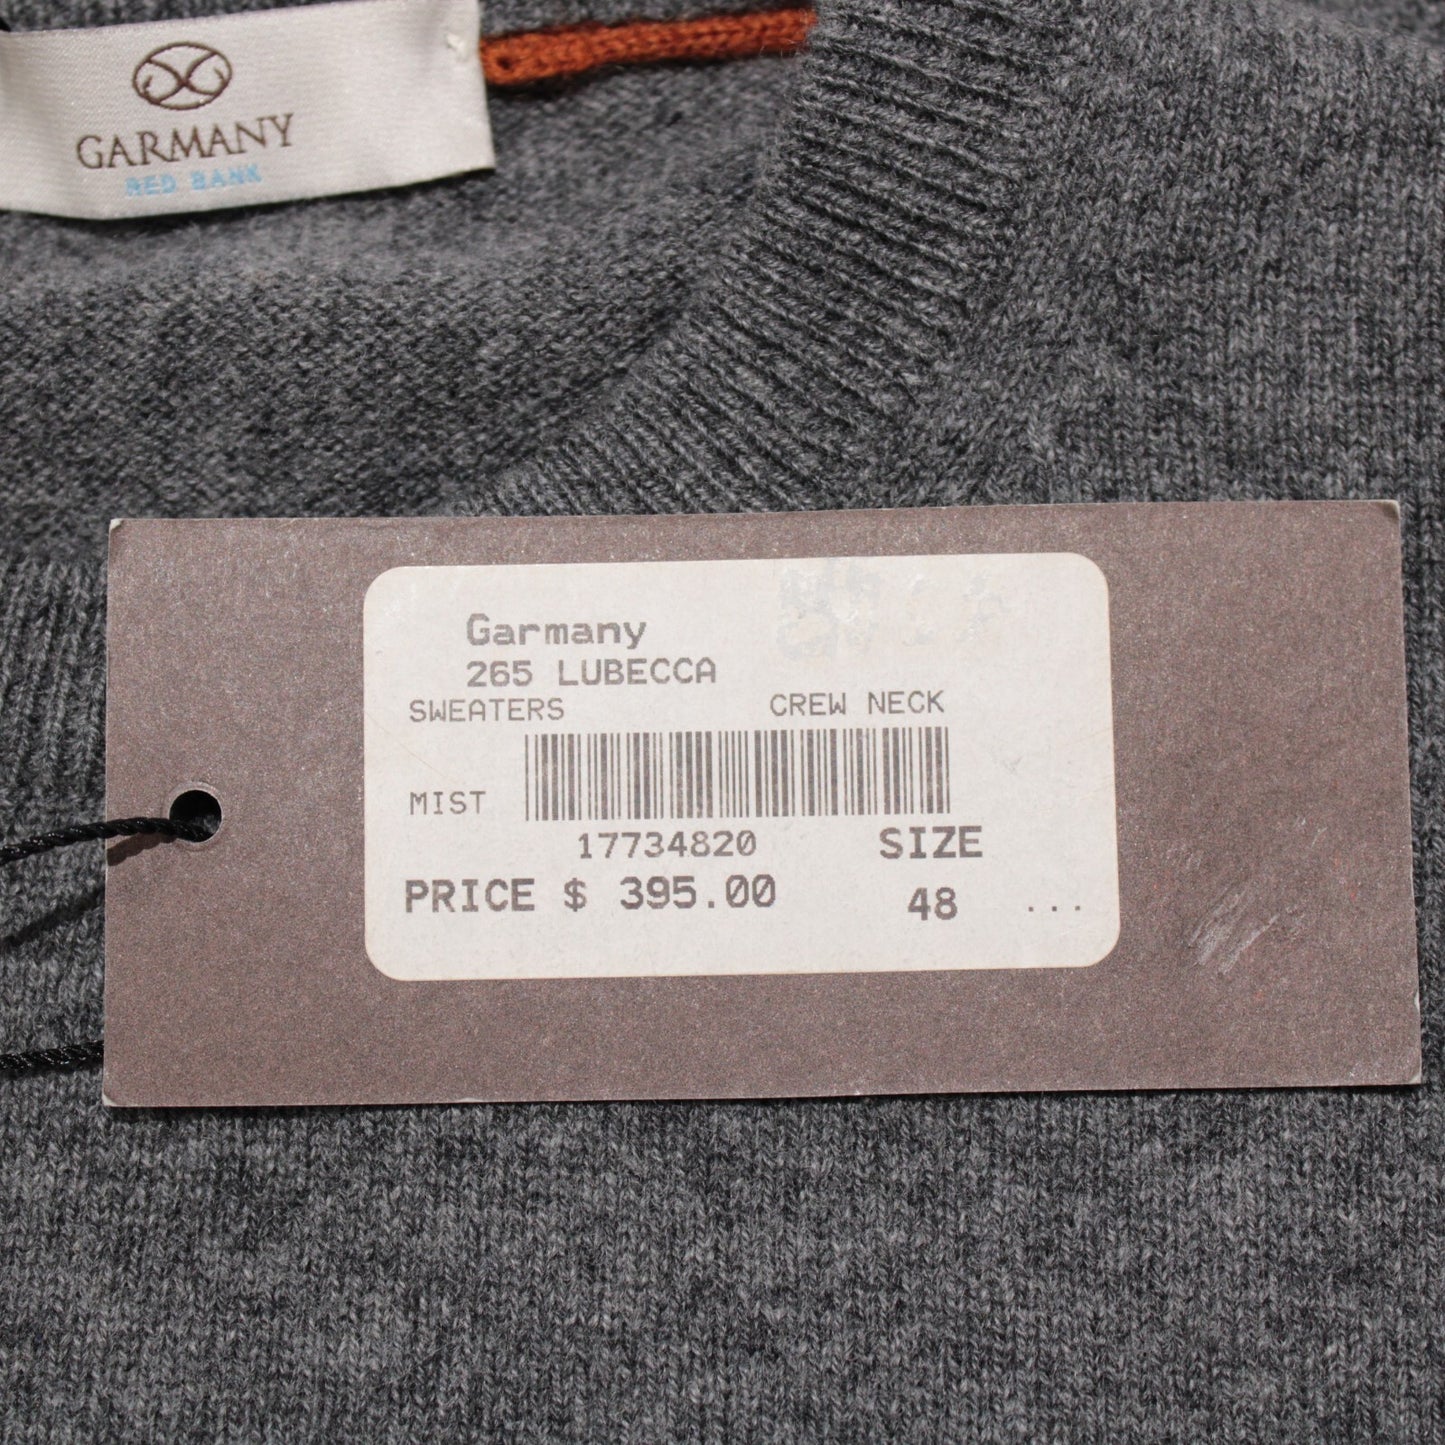 GARMANY
RED BANK
Garmany
265 LUBECCA
SWEATERS CREW NECK
MIST
17734820 SIZE
PRICE $ 395.00 48 ...